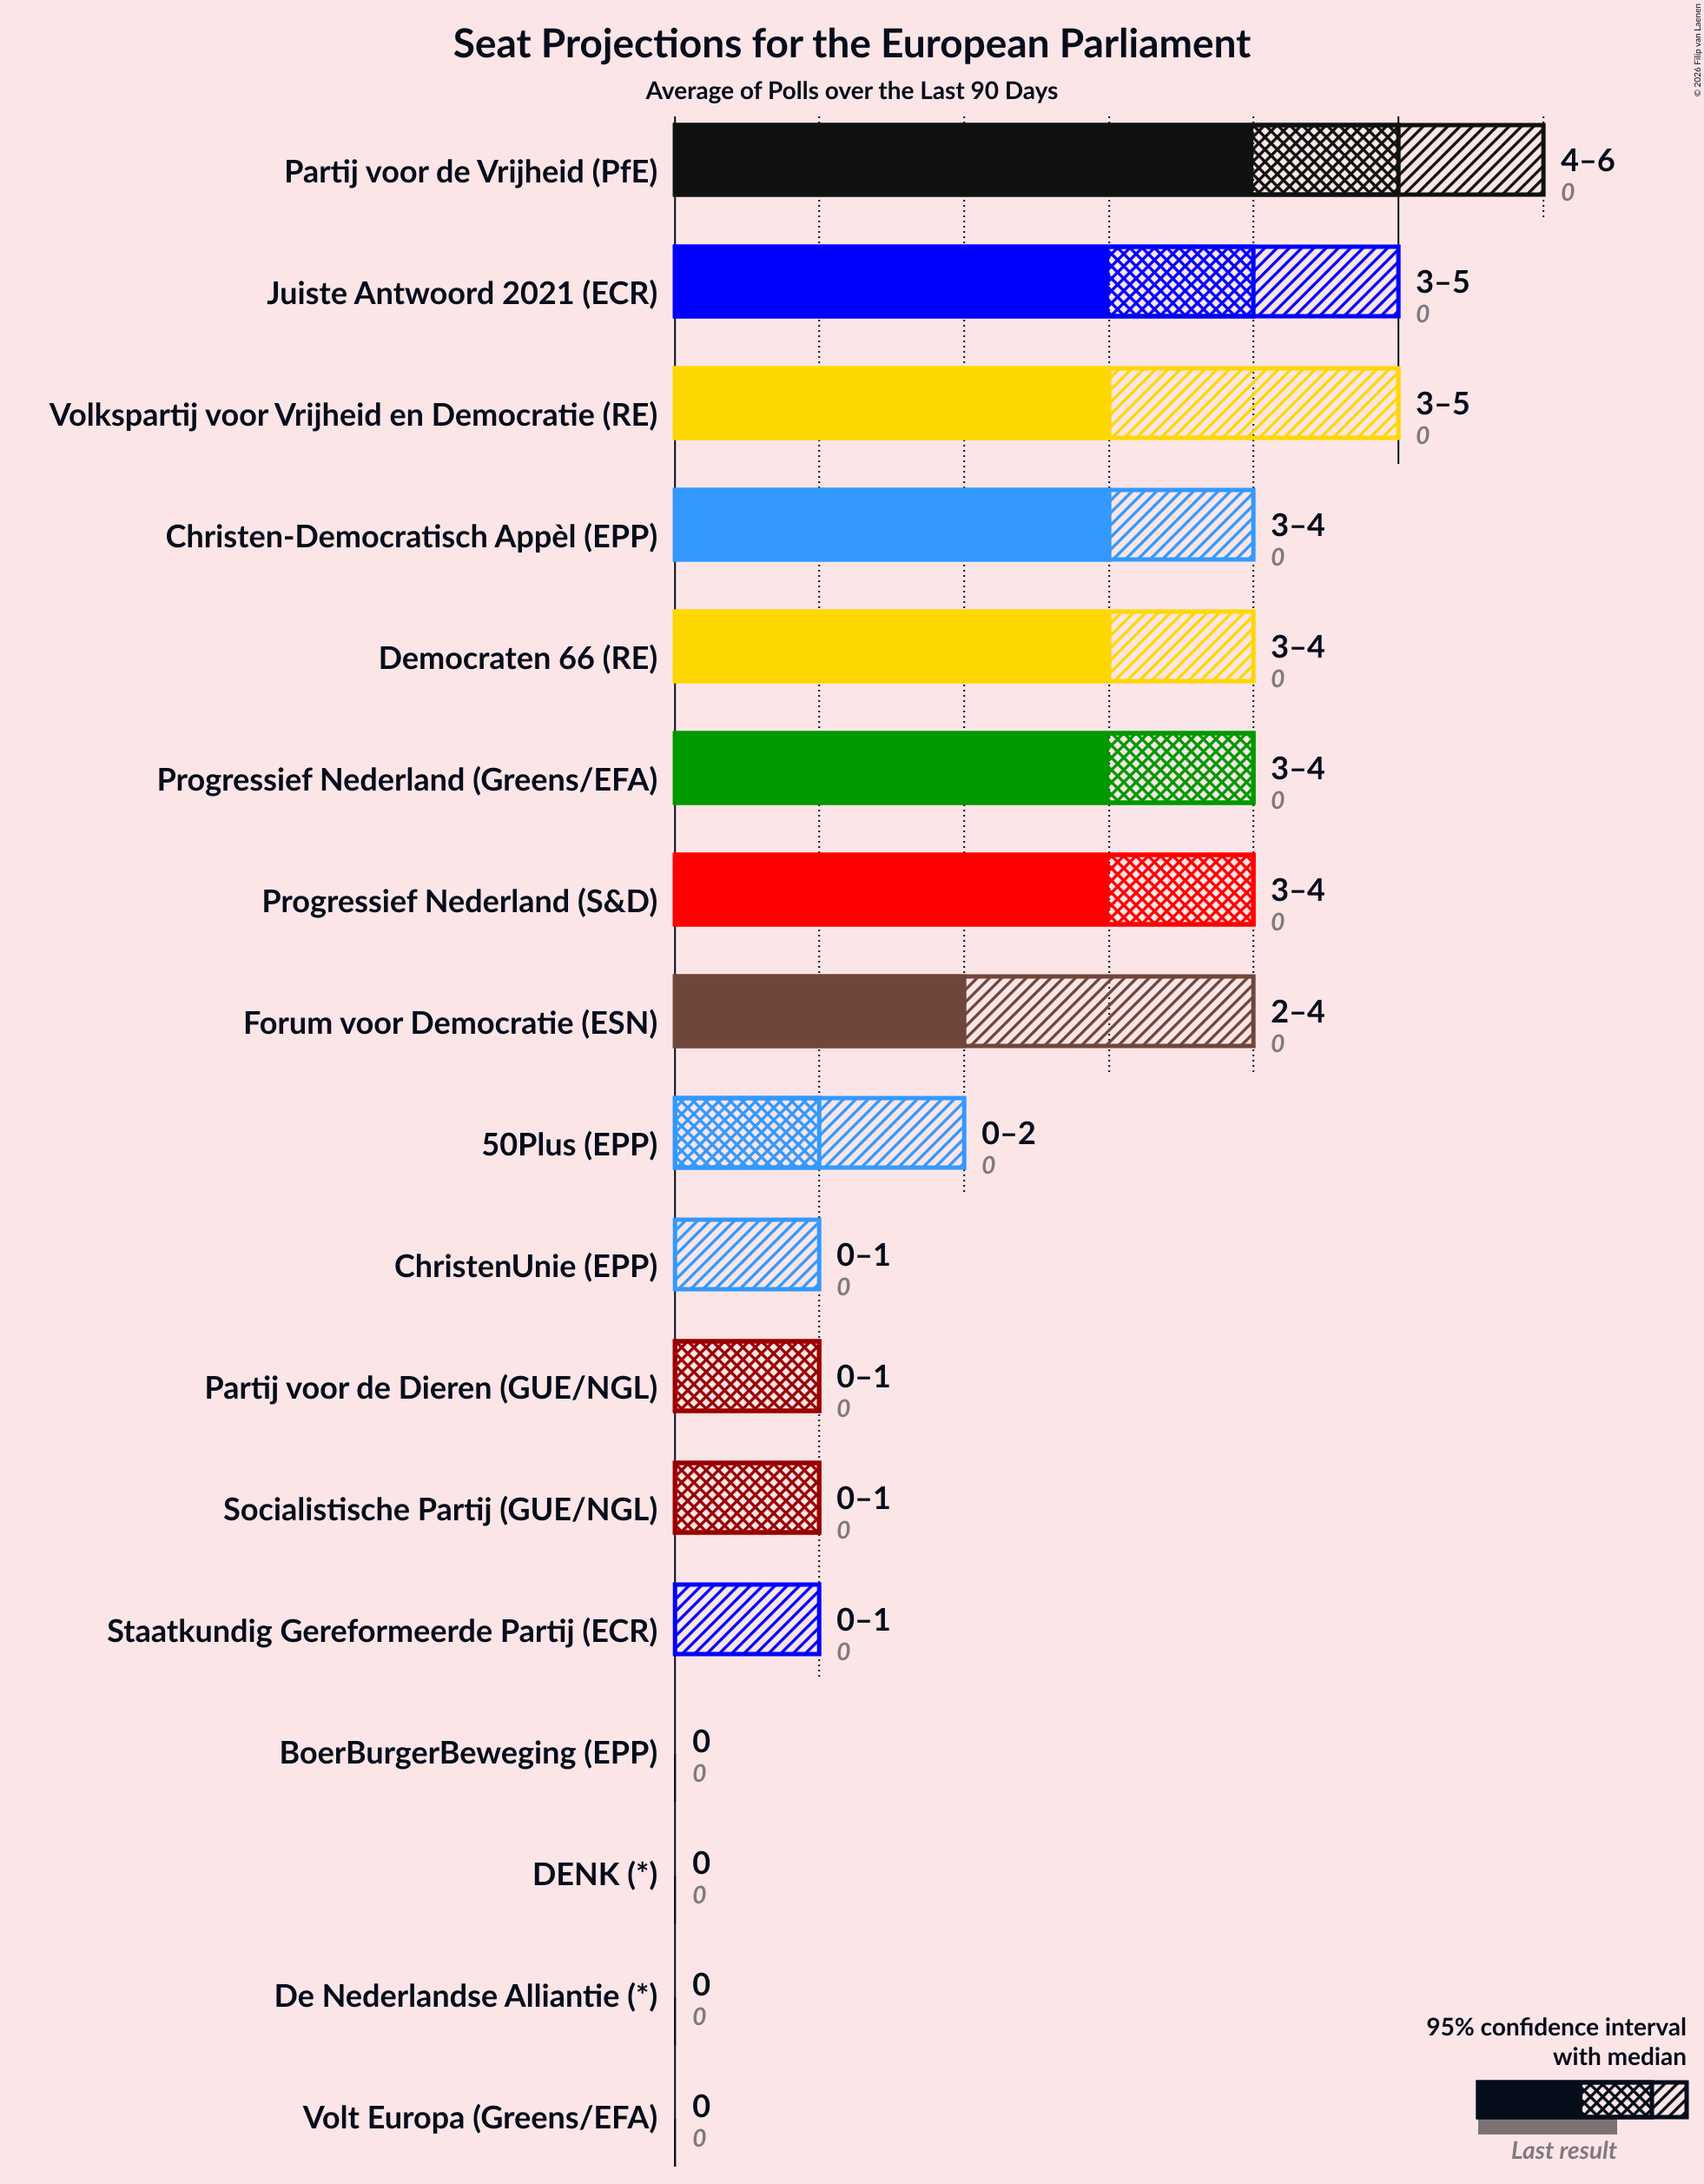 Seat Projections for the European Parliament
Average of Polls over the Last 90 Days
© 2026 Filip van Laenen
Partij voor de Vrijheid (PfE)
4–6
0
Juiste Antwoord 2021 (ECR)
3–5
0
Volkspartij voor Vrijheid en Democratie (RE)
3–5
0
Christen-Democratisch Appèl (EPP)
3–4
0
Democraten 66 (RE)
3–4
0
Progressief Nederland (Greens/EFA)
3–4
0
Progressief Nederland (S&D)
3–4
0
Forum voor Democratie (ESN)
2–4
0
50Plus (EPP)
0–2
0
ChristenUnie (EPP)
0–1
0
Partij voor de Dieren (GUE/NGL)
0–1
0
Socialistische Partij (GUE/NGL)
0–1
0
Staatkundig Gereformeerde Partij (ECR)
0–1
0
BoerBurgerBeweging (EPP)
0
0
DENK (*)
0
0
De Nederlandse Alliantie (*)
0
0
Volt Europa (Greens/EFA)
0
0
95% confidence interval
with median
Last result